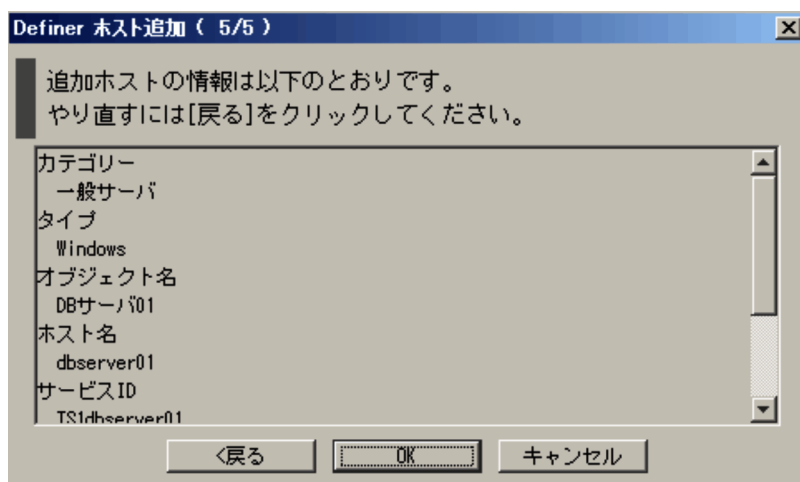 Definer ホスト追加 ( 5/5 )
追加ホストの情報は以下のとおりです。
やり直すには[戻る]をクリックしてください。
カテゴリー
一般サーバ
タイプ
Windows
オブジェクト名
DBサーバ01
ホスト名
dbserver01
サービスID
TS1dbserver01
<戻る OK キャンセル